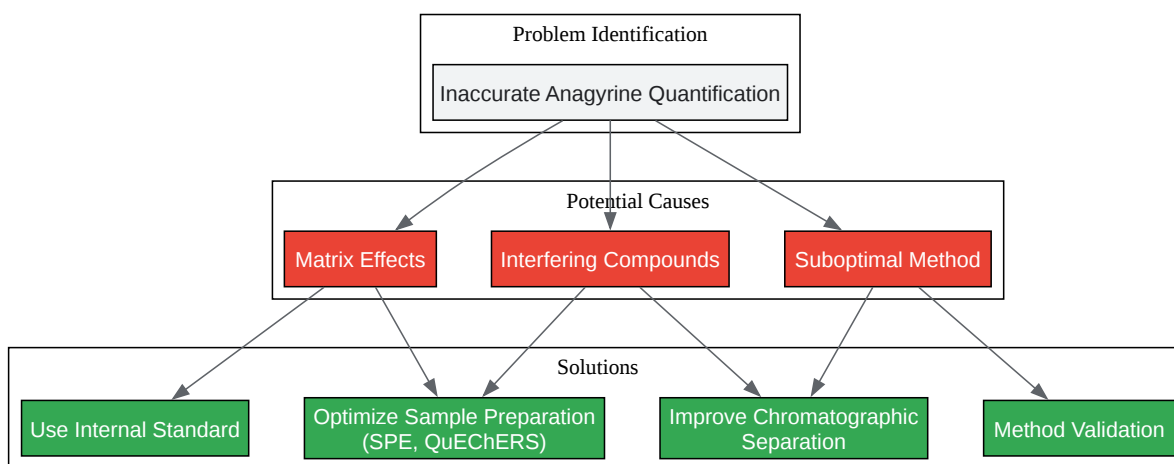 Problem Identification
Inaccurate Anagyrine Quantification
Potential Causes
Matrix Effects
Interfering Compounds
Suboptimal Method
Solutions
Use Internal Standard
Optimize Sample Preparation
(SPE, QuEChERS)
Improve Chromatographic
Separation
Method Validation